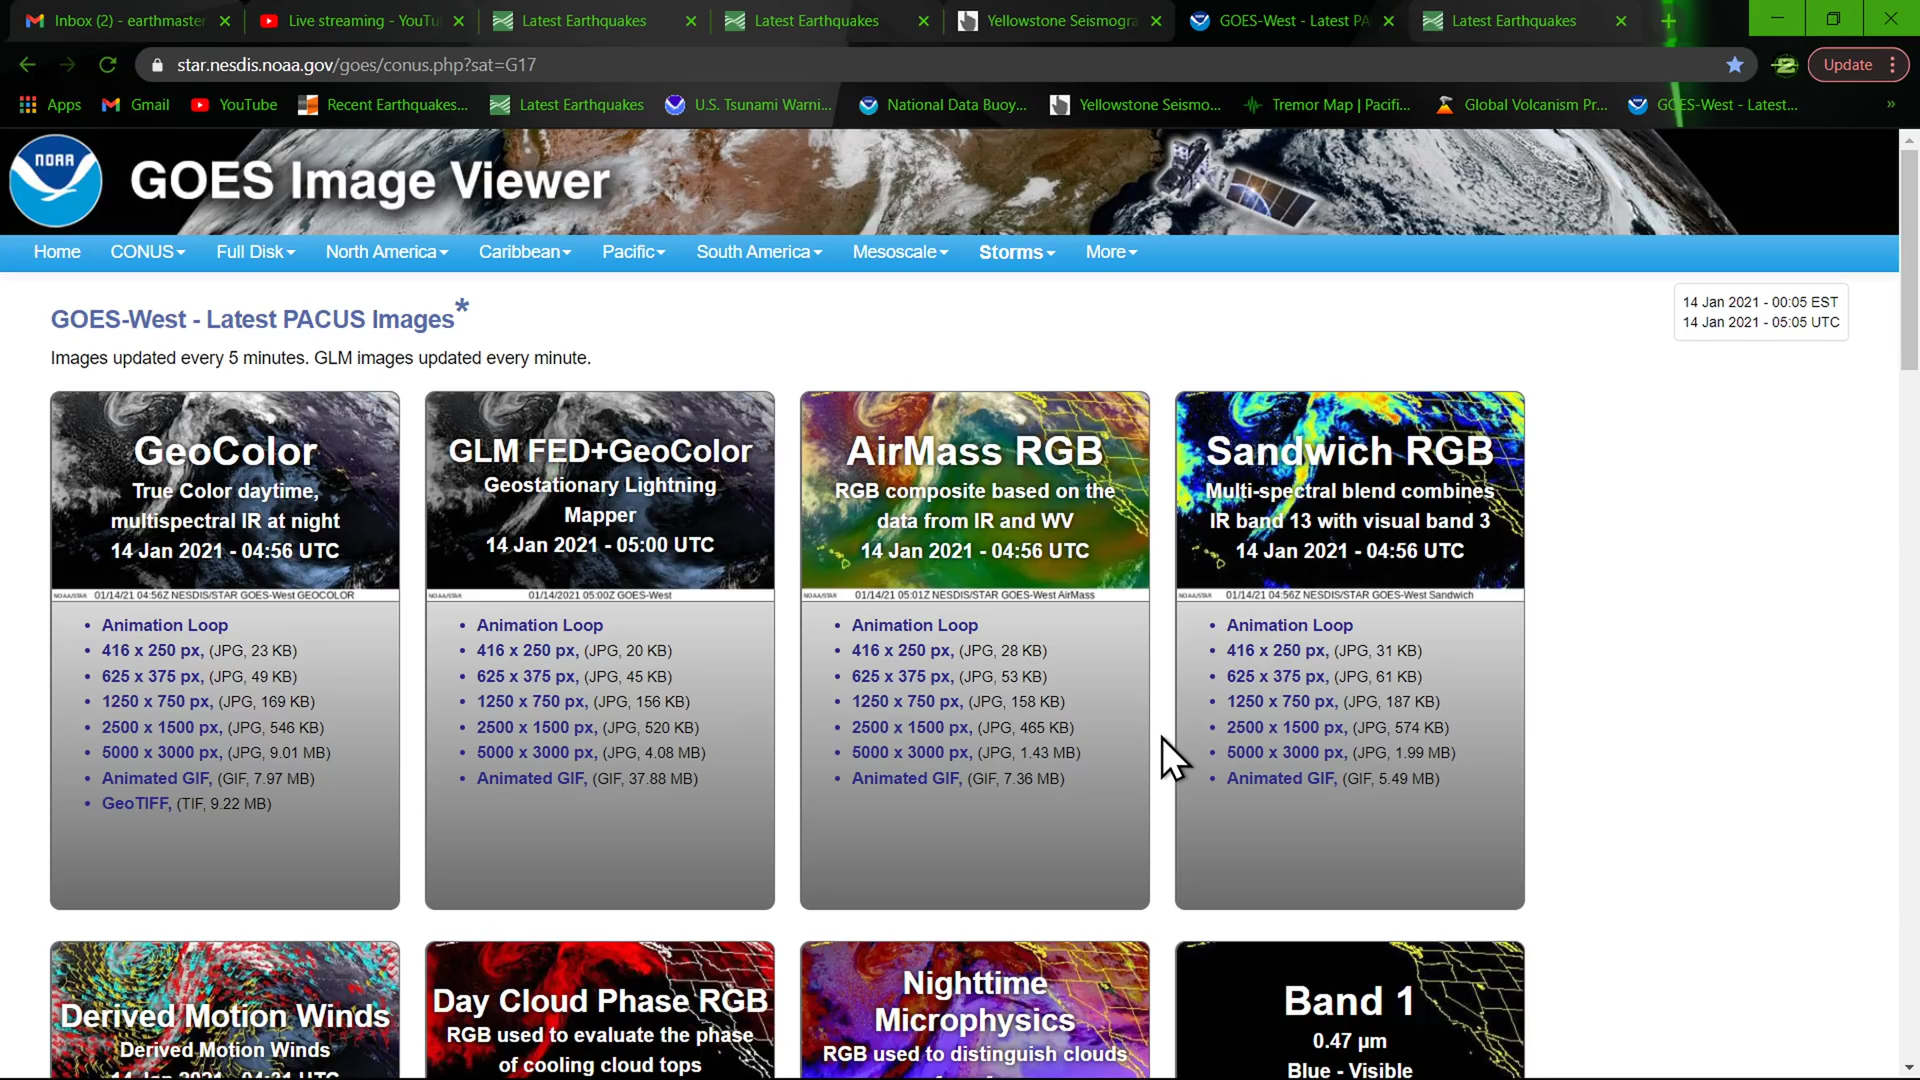 Inbox (2) - earthmaster
Live streaming - YouTu
Latest Earthquakes
Latest Earthquakes
Yellowstone Seismogra
GOES-West - Latest PA
Latest Earthquakes
star.nesdis.noaa.gov/goes/conus.php?sat=G17
Update
Apps
Gmail
YouTube
Recent Earthquakes...
Latest Earthquakes
U.S. Tsunami Warni...
National Data Buoy...
Yellowstone Seismo...
Tremor Map | Pacifi...
Global Volcanism Pr...
GOES-West - Latest...
»
NOAA
GOES Image Viewer
Home
CONUS
Full Disk
North America
Caribbean
Pacific
South America
Mesoscale
Storms
More
GOES-West - Latest PACUS Images*
14 Jan 2021 - 00:05 EST
14 Jan 2021 - 05:05 UTC
Images updated every 5 minutes. GLM images updated every minute.
GeoColor
True Color daytime,
multispectral IR at night
14 Jan 2021 - 04:56 UTC
NOAA/STAR 01/14/21 04:56Z NESDIS/STAR GOES-West GEOCOLOR
• Animation Loop
• 416 x 250 px, (JPG, 23 KB)
• 625 x 375 px, (JPG, 49 KB)
• 1250 x 750 px, (JPG, 169 KB)
• 2500 x 1500 px, (JPG, 546 KB)
• 5000 x 3000 px, (JPG, 9.01 MB)
• Animated GIF, (GIF, 7.97 MB)
• GeoTIFF, (TIF, 9.22 MB)
GLM FED+GeoColor
Geostationary Lightning
Mapper
14 Jan 2021 - 05:00 UTC
NOAA/STAR 01/14/2021 05:00Z GOES-West
• Animation Loop
• 416 x 250 px, (JPG, 20 KB)
• 625 x 375 px, (JPG, 45 KB)
• 1250 x 750 px, (JPG, 156 KB)
• 2500 x 1500 px, (JPG, 520 KB)
• 5000 x 3000 px, (JPG, 4.08 MB)
• Animated GIF, (GIF, 37.88 MB)
AirMass RGB
RGB composite based on the
data from IR and WV
14 Jan 2021 - 04:56 UTC
NOAA/STAR 01/14/21 05:01Z NESDIS/STAR GOES-West AirMass
• Animation Loop
• 416 x 250 px, (JPG, 28 KB)
• 625 x 375 px, (JPG, 53 KB)
• 1250 x 750 px, (JPG, 158 KB)
• 2500 x 1500 px, (JPG, 465 KB)
• 5000 x 3000 px, (JPG, 1.43 MB)
• Animated GIF, (GIF, 7.36 MB)
Sandwich RGB
Multi-spectral blend combines
IR band 13 with visual band 3
14 Jan 2021 - 04:56 UTC
NOAA/STAR 01/14/21 04:56Z NESDIS/STAR GOES-West Sandwich
• Animation Loop
• 416 x 250 px, (JPG, 31 KB)
• 625 x 375 px, (JPG, 61 KB)
• 1250 x 750 px, (JPG, 187 KB)
• 2500 x 1500 px, (JPG, 574 KB)
• 5000 x 3000 px, (JPG, 1.99 MB)
• Animated GIF, (GIF, 5.49 MB)
Derived Motion Winds
Derived Motion Winds
Day Cloud Phase RGB
RGB used to evaluate the phase
of cooling cloud tops
Nighttime
Microphysics
RGB used to distinguish clouds
Band 1
0.47 µm
Blue - Visible